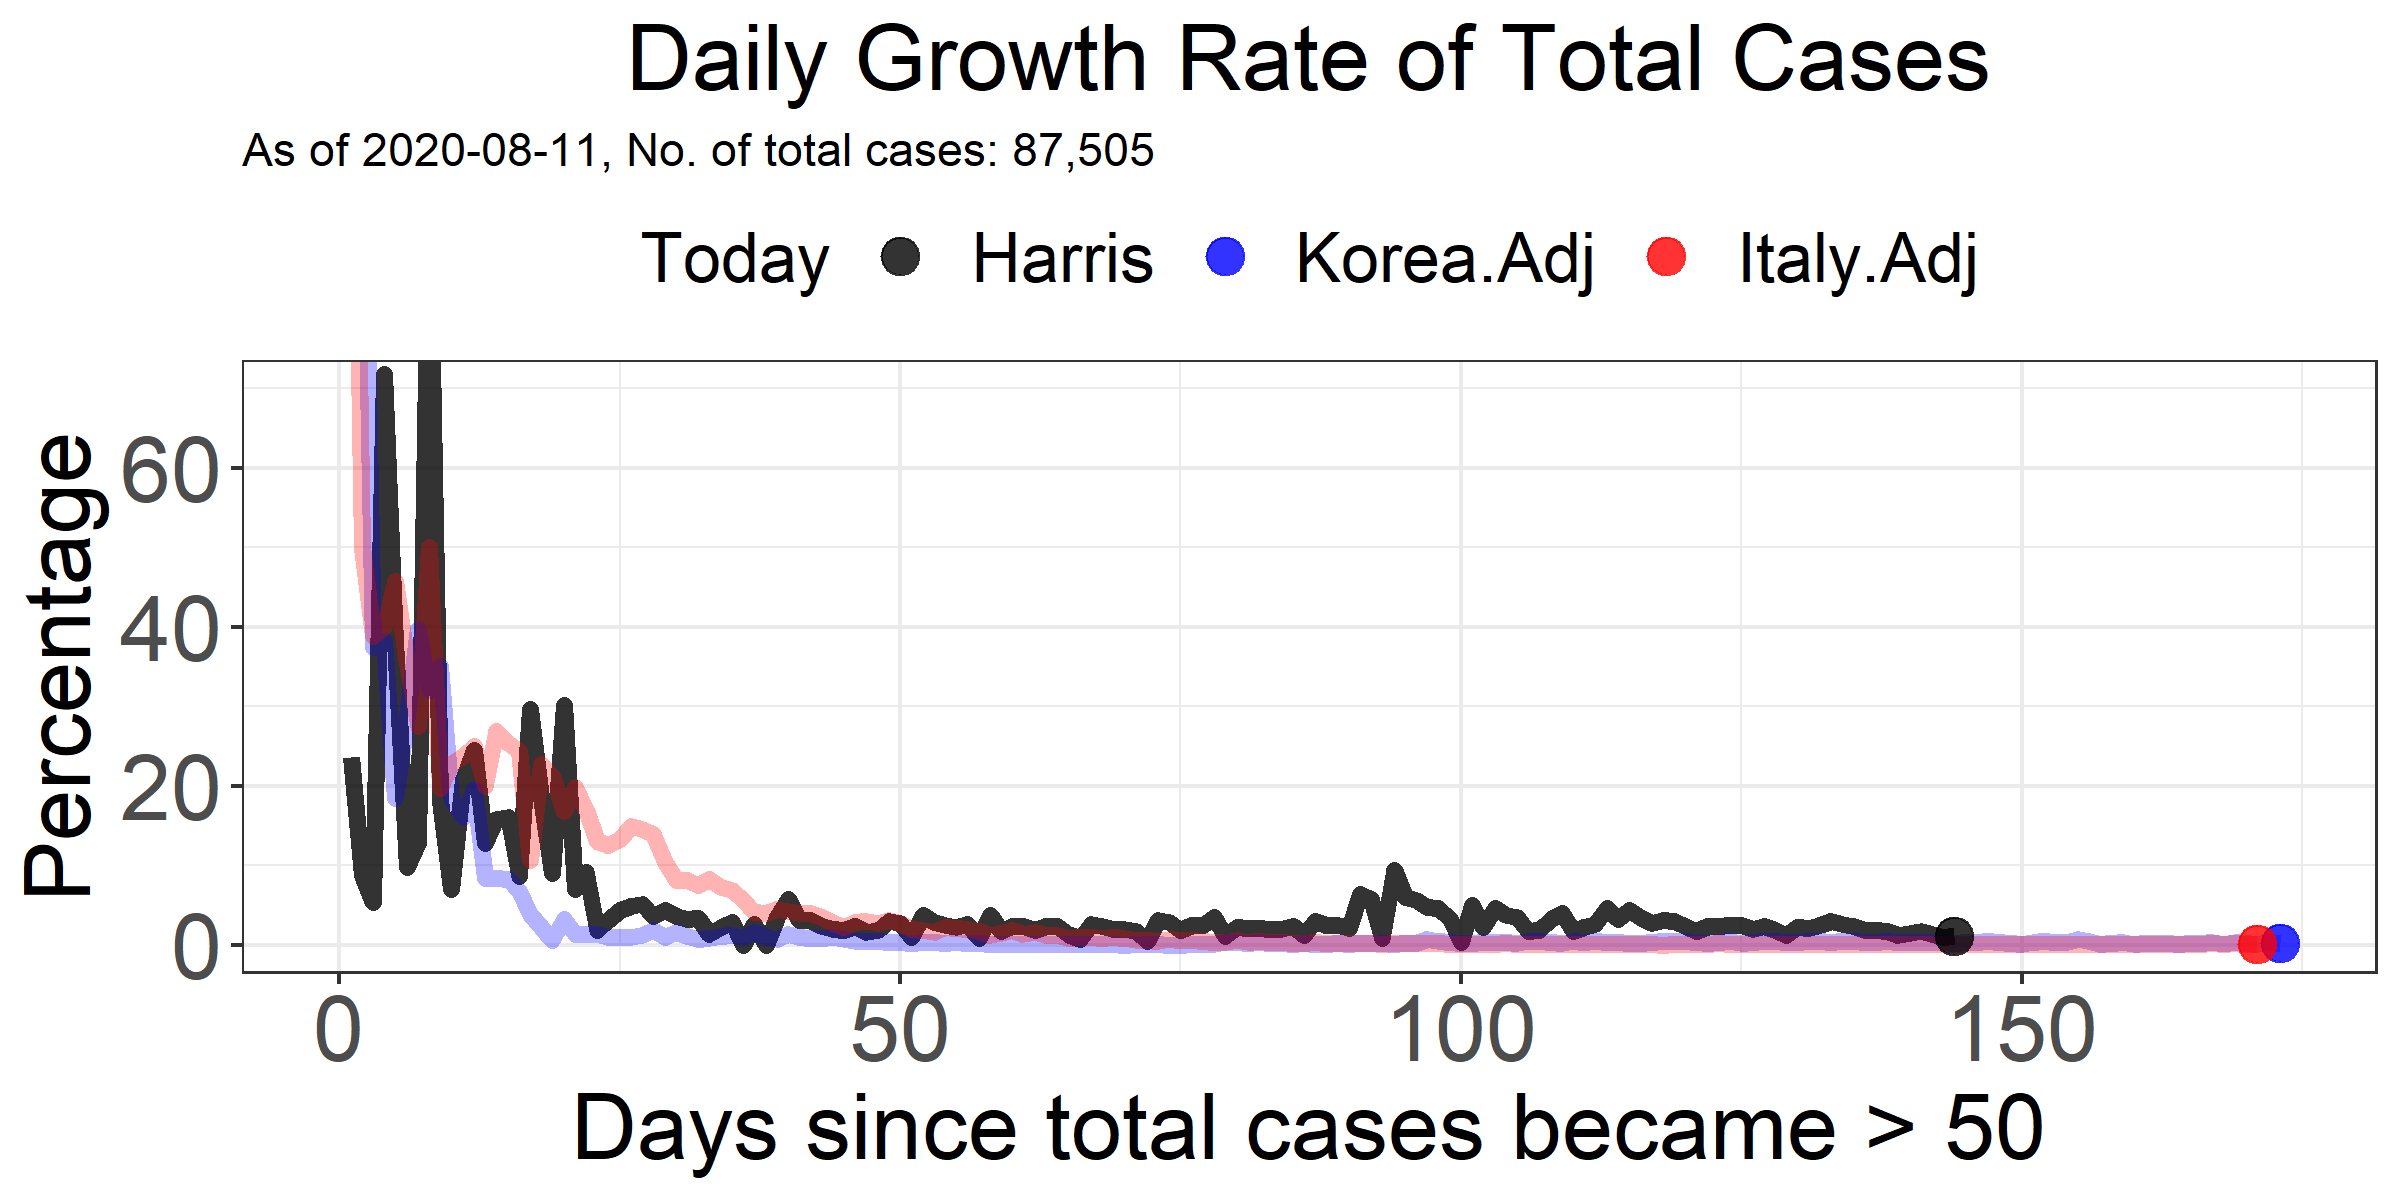 Daily Growth Rate of Total Cases
As of 2020-08-11, No. of total cases: 87,505
Today Harris Korea.Adj Italy.Adj
Percentage
60
40
20
0
0 50 100 150
Days since total cases became > 50